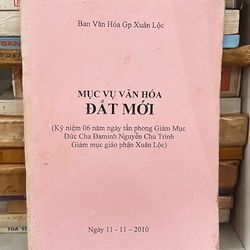 Ban Văn Hóa Gp Xuân Lộc
MỤC VỤ VĂN HÓA
ĐẤT MỚI
(Kỷ niệm 06 năm ngày tấn phong Giám Mục
Đức Cha Đaminh Nguyễn Chu Trinh
Giám mục giáo phận Xuân Lộc)
Ngày 11 - 11 - 2010